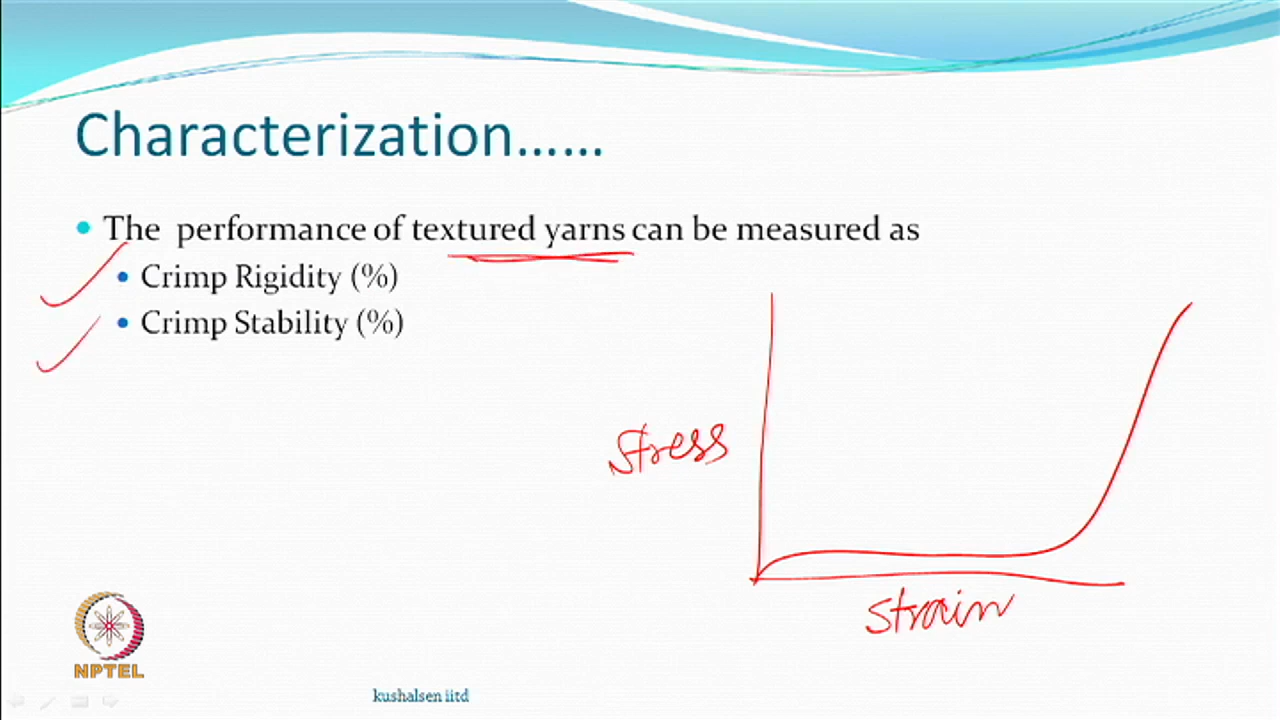 Characterization......
The performance of textured yarns can be measured as
Crimp Rigidity (%)
Crimp Stability (%)
Stress
Strain
NPTEL
kushalsen iitd